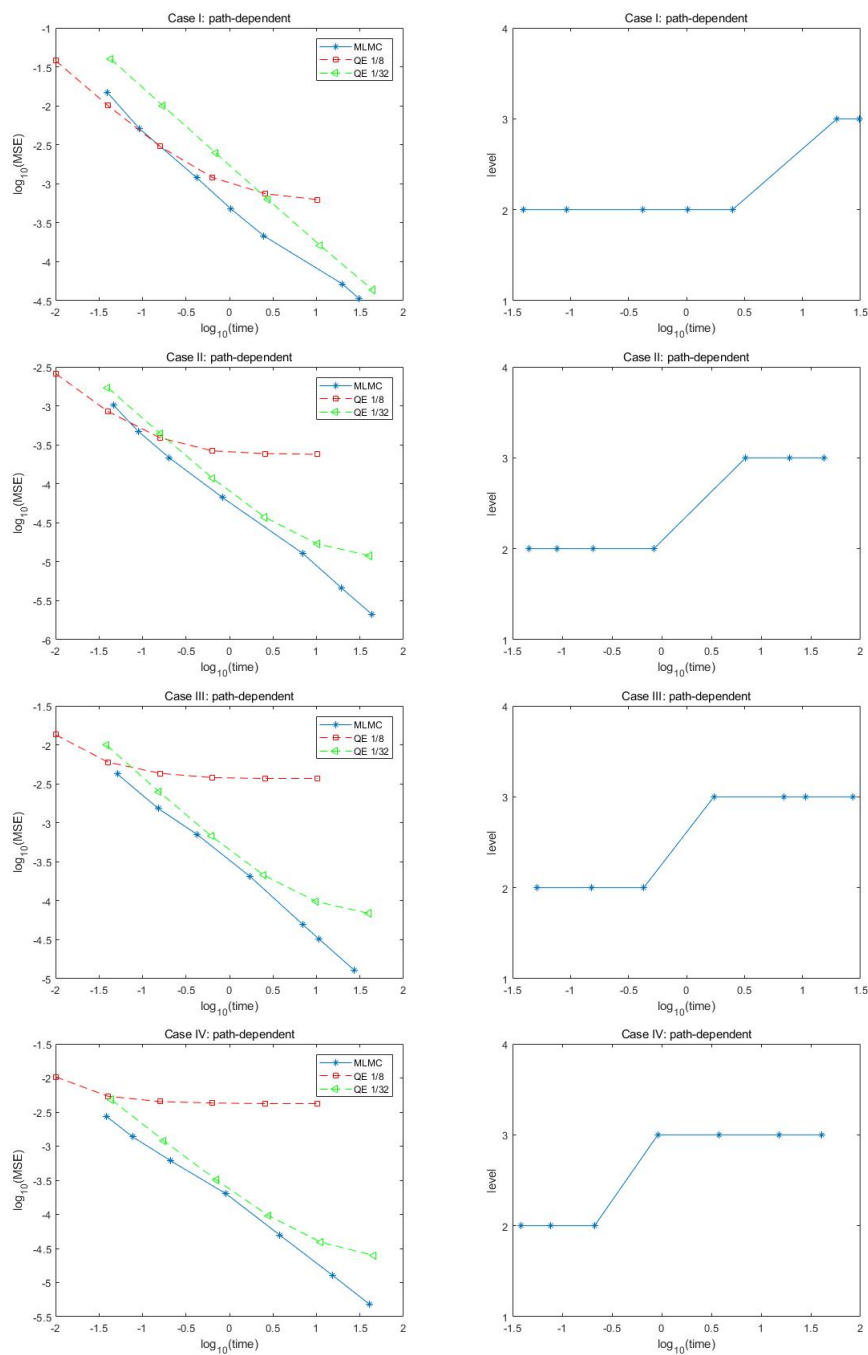 Case I: path-dependent
MLMC
QE 1/8
QE 1/32
log10(MSE)
-1
-1.5
-2
-2.5
-3
-3.5
-4
-4.5
-2 -1.5 -1 -0.5 0 0.5 1 1.5 2
log10(time)
Case I: path-dependent
level
4
3
2
1
-1.5 -1 -0.5 0 0.5 1 1.5
log10(time)
Case II: path-dependent
MLMC
QE 1/8
QE 1/32
log10(MSE)
-2.5
-3
-3.5
-4
-4.5
-5
-5.5
-6
-2 -1.5 -1 -0.5 0 0.5 1 1.5 2
log10(time)
Case II: path-dependent
level
4
3
2
1
-1.5 -1 -0.5 0 0.5 1 1.5 2
log10(time)
Case III: path-dependent
MLMC
QE 1/8
QE 1/32
log10(MSE)
-1.5
-2
-2.5
-3
-3.5
-4
-4.5
-5
-2 -1.5 -1 -0.5 0 0.5 1 1.5 2
log10(time)
Case III: path-dependent
level
4
3
2
1
-1.5 -1 -0.5 0 0.5 1 1.5
log10(time)
Case IV: path-dependent
MLMC
QE 1/8
QE 1/32
log10(MSE)
-1.5
-2
-2.5
-3
-3.5
-4
-4.5
-5
-5.5
-2 -1.5 -1 -0.5 0 0.5 1 1.5 2
log10(time)
Case IV: path-dependent
level
4
3
2
1
-1.5 -1 -0.5 0 0.5 1 1.5 2
log10(time)